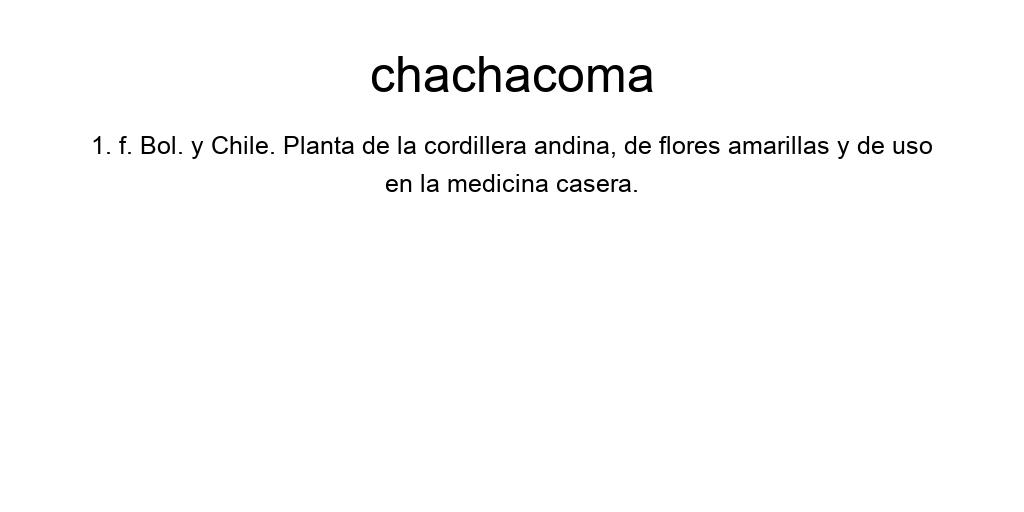 chachacoma
1. f. Bol. y Chile. Planta de la cordillera andina, de flores amarillas y de uso
en la medicina casera.